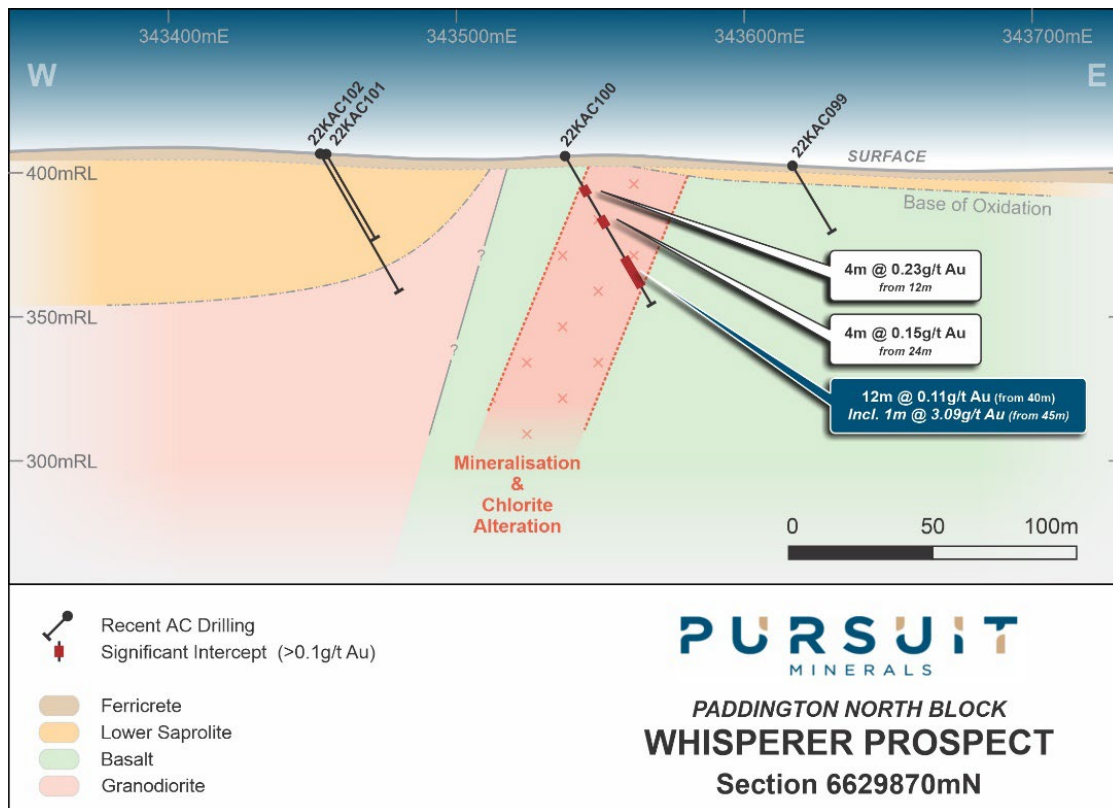 343400mE
343500mE
343600mE
343700mE
W
E
22KAC102
22KAC101
22KAC100
22KAC099
SURFACE
400mRL
Base of Oxidation
?
4m @ 0.23g/t Au
from 12m
350mRL
4m @ 0.15g/t Au
from 24m
?
12m @ 0.11g/t Au (from 40m)
Incl. 1m @ 3.09g/t Au (from 45m)
300mRL
Mineralisation
&
Chlorite
Alteration
0 50 100m
Recent AC Drilling
Significant Intercept (>0.1g/t Au)
Ferricrete
Lower Saprolite
Basalt
Granodiorite
PURSUIT
MINERALS
PADDINGTON NORTH BLOCK
WHISPERER PROSPECT
Section 6629870mN